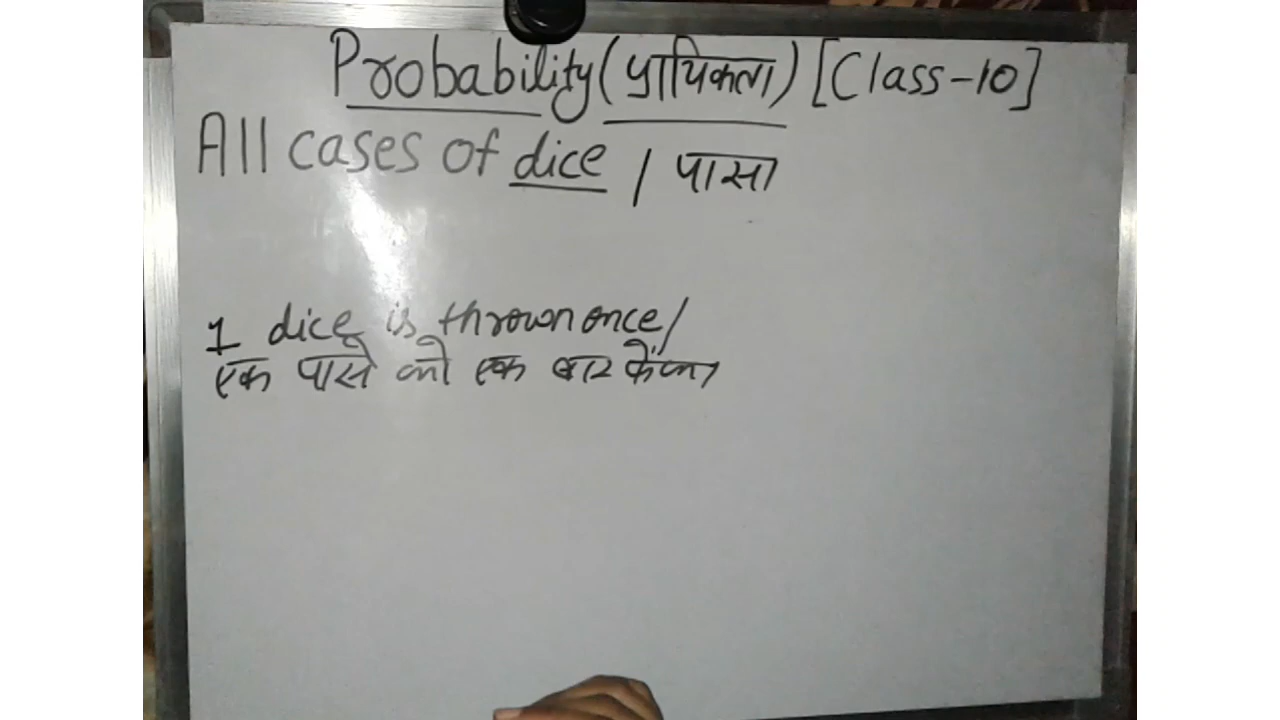 Probability (प्रायिकता) [Class-10]
All cases of dice / पासा
1 dice is thrown once/
एक पासे को एक बार फेंका